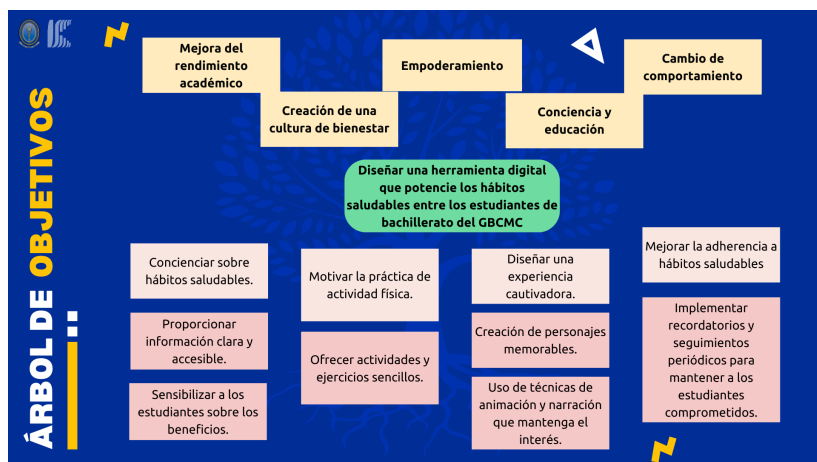 ÁRBOL DE OBJETIVOS
Mejora del
rendimiento
académico
Creación de una
cultura de bienestar
Empoderamiento
Conciencia y
educación
Cambio de
comportamiento
Diseñar una herramienta digital
que potencie los hábitos
saludables entre los estudiantes de
bachillerato del GBCMC
Concienciar sobre
hábitos saludables.
Proporcionar
información clara y
accesible.
Sensibilizar a los
estudiantes sobre los
beneficios.
Motivar la práctica de
actividad física.
Ofrecer actividades y
ejercicios sencillos.
Diseñar una
experiencia
cautivadora.
Creación de personajes
memorables.
Uso de técnicas de
animación y narración
que mantenga el
interés.
Mejorar la adherencia a
hábitos saludables
Implementar
recordatorios y
seguimientos
periódicos para
mantener a los
estudiantes
comprometidos.